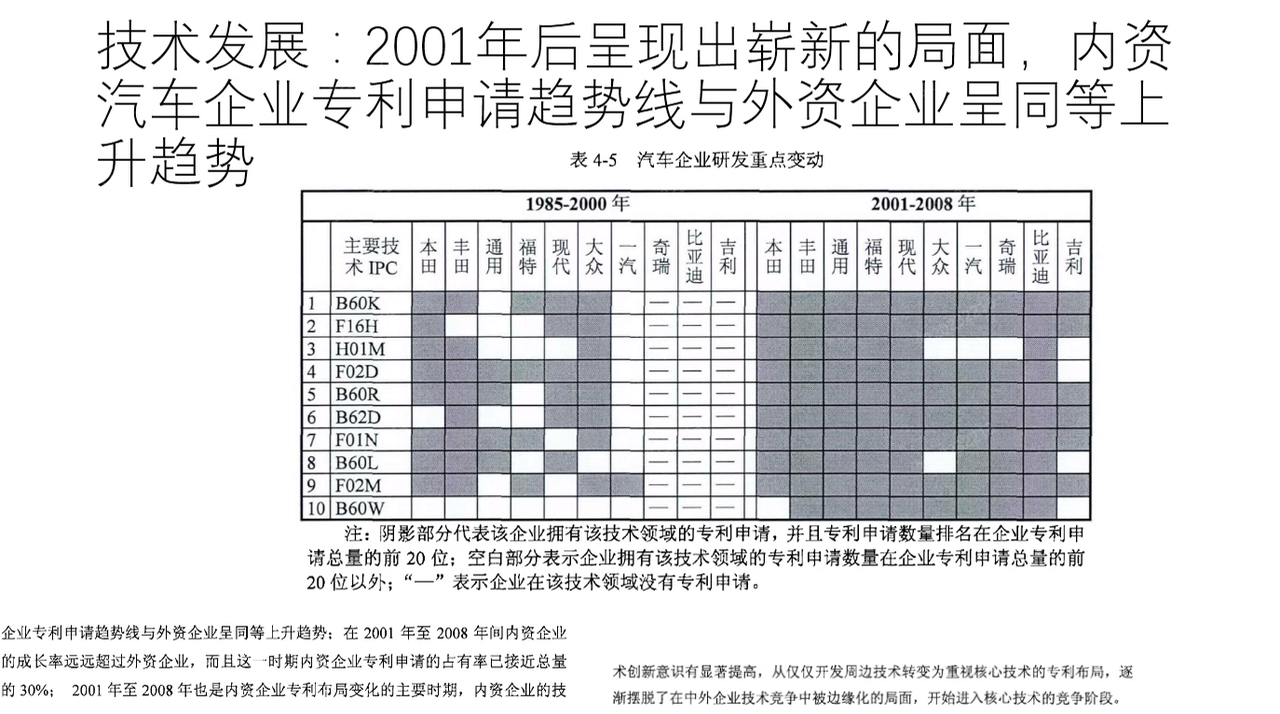 技术发展：2001年后呈现出崭新的局面，内资
汽车企业专利申请趋势线与外资企业呈同等上
升趋势
表 4-5 汽车企业研发重点变动
1985-2000 年 2001-2008 年
主要技术 IPC 本田 丰田 通用 福特 现代 大众 一汽 奇瑞 比亚迪 吉利 本田 丰田 通用 福特 现代 大众 一汽 奇瑞 比亚迪 吉利
1 B60K — — —
2 F16H — — —
3 H01M — — —
4 F02D — — —
5 B60R — — —
6 B62D — — —
7 F01N — — —
8 B60L — — —
9 F02M — — —
10 B60W — — —
注：阴影部分代表该企业拥有该技术领域的专利申请，并且专利申请数量排名在企业专利申
请总量的前 20 位；空白部分表示企业拥有该技术领域的专利申请数量在企业专利申请总量的前
20 位以外；“—”表示企业在该技术领域没有专利申请。
企业专利申请趋势线与外资企业呈同等上升趋势；在 2001 年至 2008 年间内资企业
的成长率远远超过外资企业，而且这一时期内资企业专利申请的占有率已接近总量
的 30%； 2001 年至 2008 年也是内资企业专利布局变化的主要时期，内资企业的技
术创新意识有显著提高，从仅仅开发周边技术转变为重视核心技术的专利布局，逐
渐摆脱了在中外企业技术竞争中被边缘化的局面，开始进入核心技术的竞争阶段。